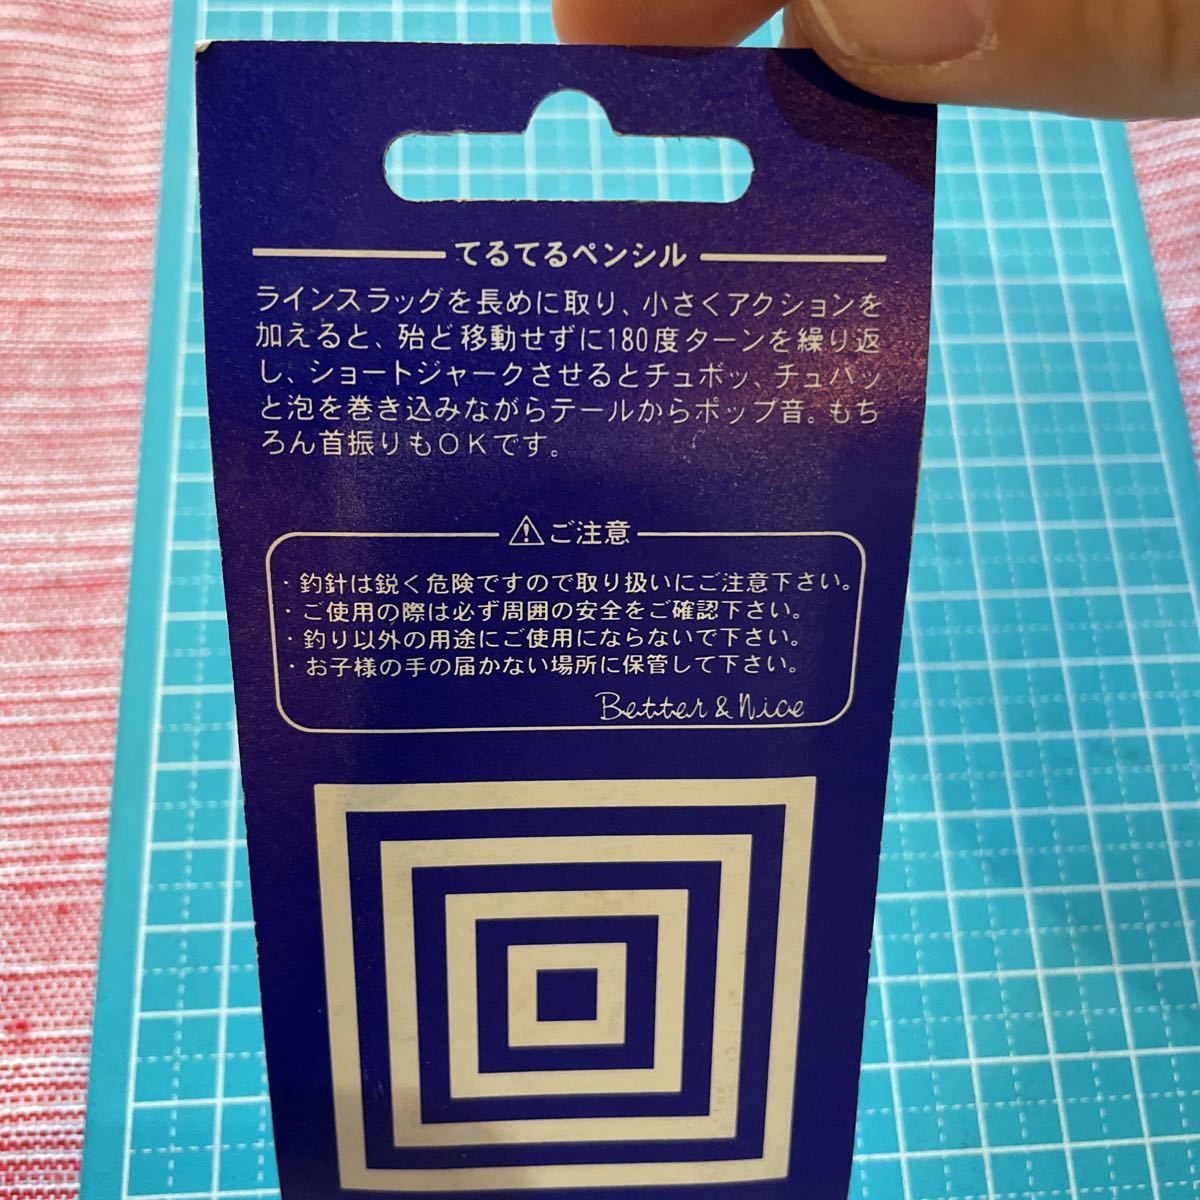 てるてるペンシル
ラインスラッグを長めに取り、小さくアクションを
加えると、殆ど移動せずに180度ターンを繰り返
し、ショートジャークさせるとチュボッ、チュパッ
と泡を巻き込みながらテールからポップ音。もち
ろん首振りもOKです。
⚠ご注意
・釣針は鋭く危険ですので取り扱いにご注意下さい。
・ご使用の際は必ず周囲の安全をご確認下さい。
・釣り以外の用途にご使用にならないで下さい。
・お子様の手の届かない場所に保管して下さい。
Better & Nice